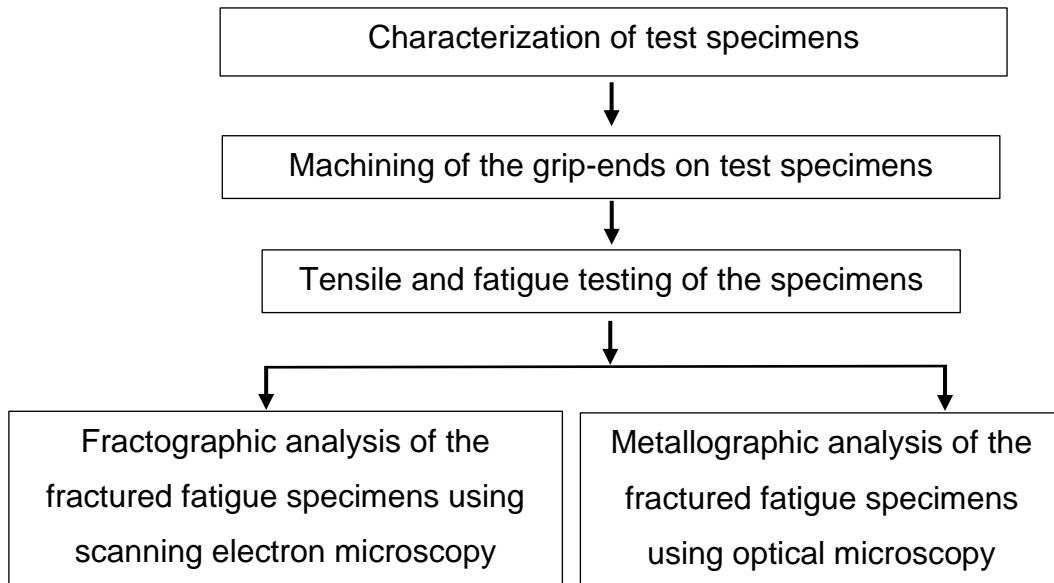 Characterization of test specimens
Machining of the grip-ends on test specimens
Tensile and fatigue testing of the specimens
Fractographic analysis of the
fractured fatigue specimens using
scanning electron microscopy
Metallographic analysis of the
fractured fatigue specimens
using optical microscopy